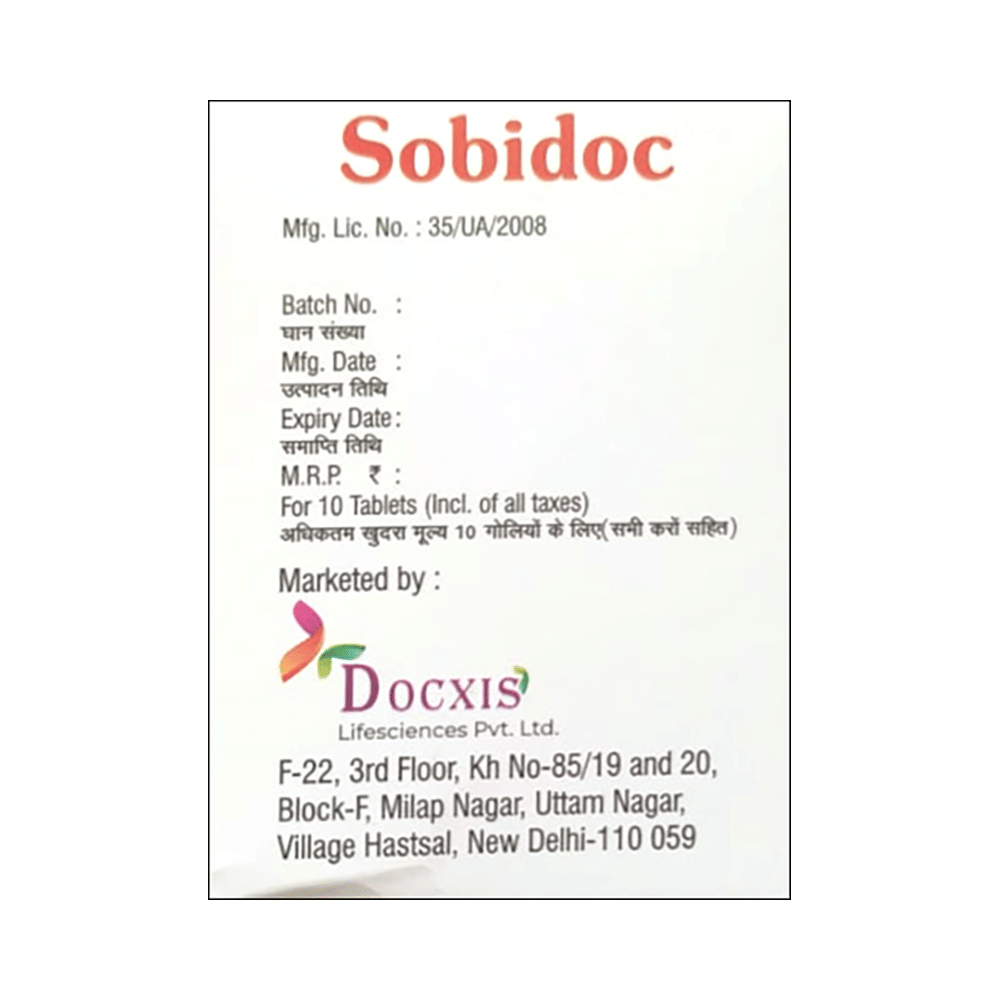 Sobidoc
Mfg. Lic. No. : 35/UA/2008
Batch No. :
घान संख्या
Mfg. Date :
उत्पादन तिथि
Expiry Date :
समाप्ति तिथि
M.R.P. ₹ :
For 10 Tablets (Incl. of all taxes)
अधिकतम खुदरा मूल्य 10 गोलियों के लिए(सभी करों सहित)
Marketed by :
DOCXIS
Lifesciences Pvt. Ltd.
F-22, 3rd Floor, Kh No-85/19 and 20,
Block-F, Milap Nagar, Uttam Nagar,
Village Hastsal, New Delhi-110 059